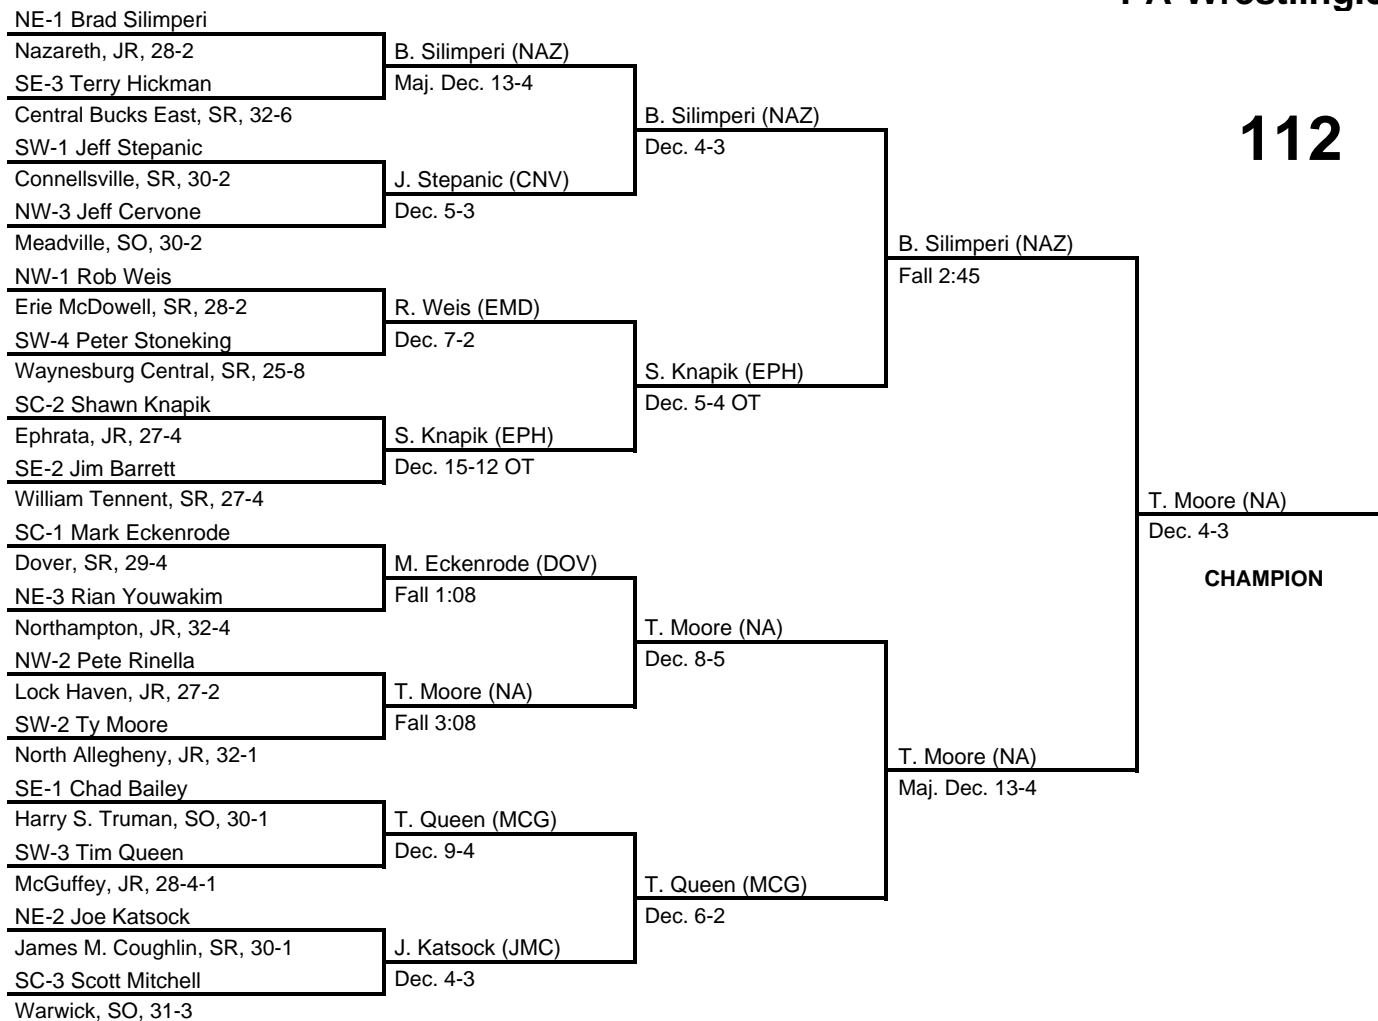 NE-1 Brad Silimperi
Nazareth, JR, 28-2
SE-3 Terry Hickman
Central Bucks East, SR, 32-6
SW-1 Jeff Stepanic
Connellsville, SR, 30-2
NW-3 Jeff Cervone
Meadville, SO, 30-2
NW-1 Rob Weis
Erie McDowell, SR, 28-2
SW-4 Peter Stoneking
Waynesburg Central, SR, 25-8
SC-2 Shawn Knapik
Ephrata, JR, 27-4
SE-2 Jim Barrett
William Tennent, SR, 27-4
SC-1 Mark Eckenrode
Dover, SR, 29-4
NE-3 Rian Youwakim
Northampton, JR, 32-4
NW-2 Pete Rinella
Lock Haven, JR, 27-2
SW-2 Ty Moore
North Allegheny, JR, 32-1
SE-1 Chad Bailey
Harry S. Truman, SO, 30-1
SW-3 Tim Queen
McGuffey, JR, 28-4-1
NE-2 Joe Katsock
James M. Coughlin, SR, 30-1
SC-3 Scott Mitchell
Warwick, SO, 31-3
B. Silimperi (NAZ)
Maj. Dec. 13-4
J. Stepanic (CNV)
Dec. 5-3
R. Weis (EMD)
Dec. 7-2
S. Knapik (EPH)
Dec. 15-12 OT
M. Eckenrode (DOV)
Fall 1:08
T. Moore (NA)
Fall 3:08
T. Queen (MCG)
Dec. 9-4
J. Katsock (JMC)
Dec. 4-3
B. Silimperi (NAZ)
Dec. 4-3
S. Knapik (EPH)
Dec. 5-4 OT
T. Moore (NA)
Dec. 8-5
T. Queen (MCG)
Dec. 6-2
B. Silimperi (NAZ)
Fall 2:45
T. Moore (NA)
Maj. Dec. 13-4
112
T. Moore (NA)
Dec. 4-3
CHAMPION